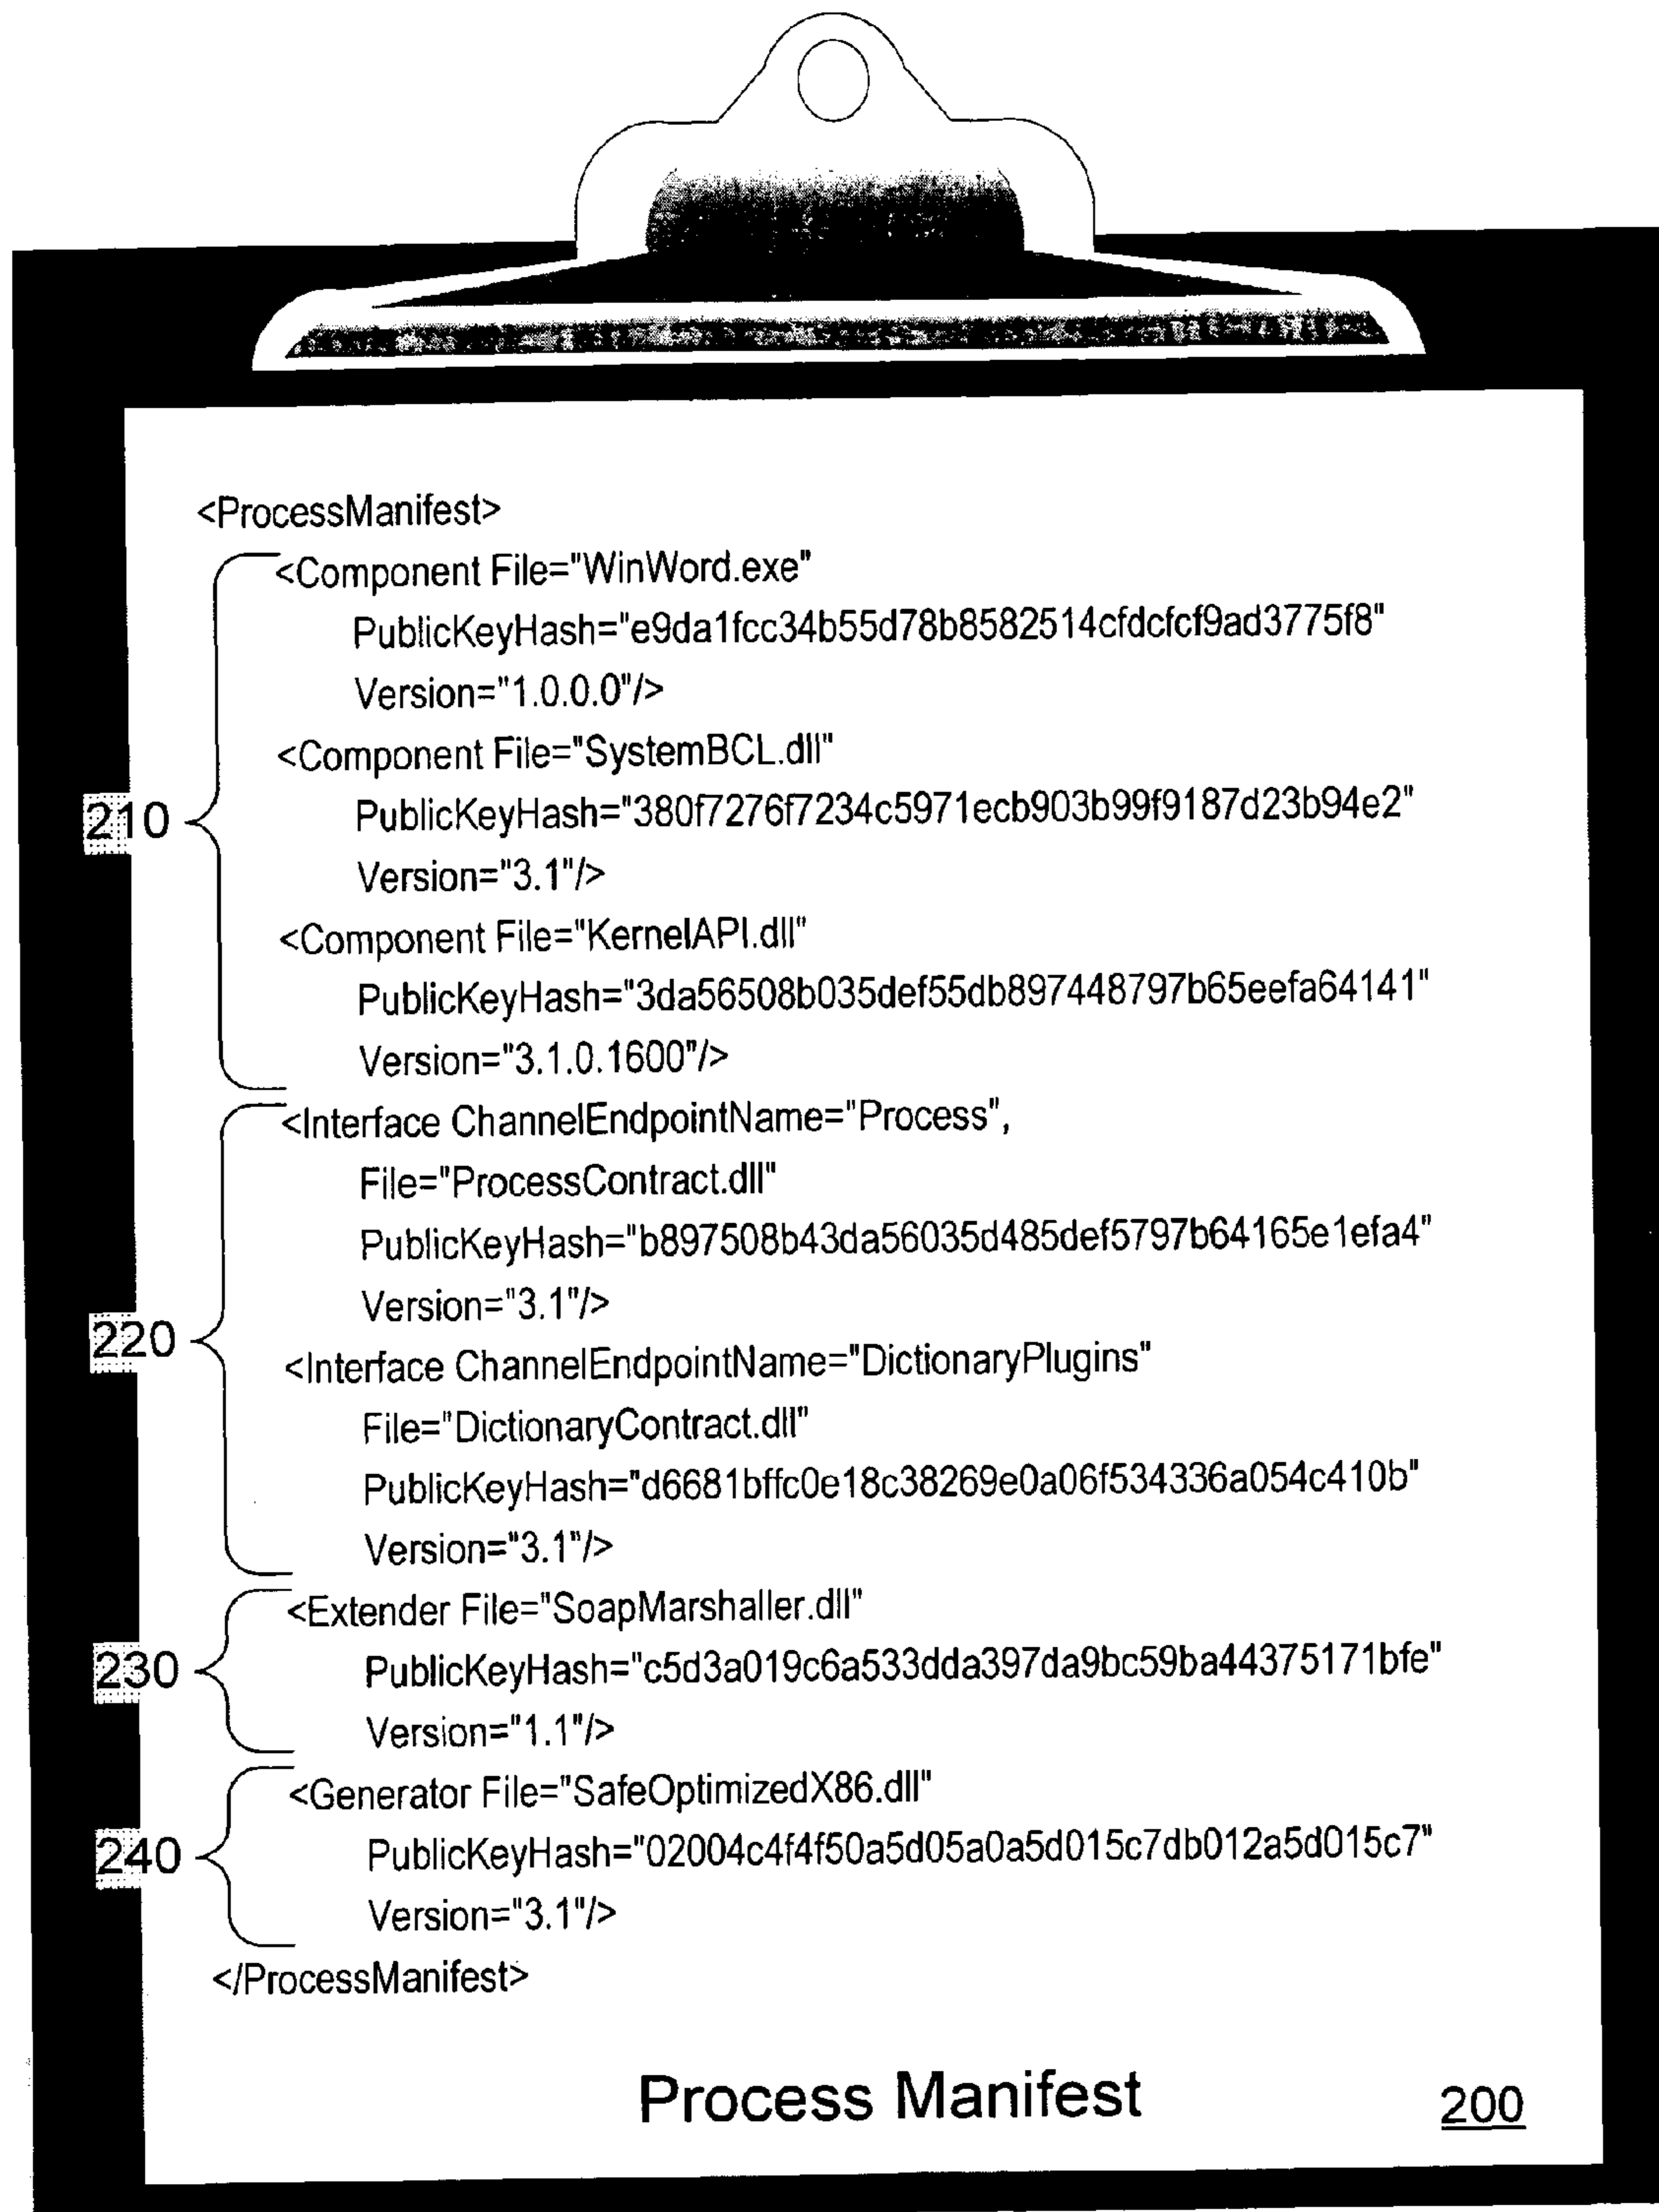 <ProcessManifest>
<Component File="WinWord.exe"
PublicKeyHash="e9da1fcc34b55d78b8582514cfdcfcf9ad3775f8"
Version="1.0.0.0"/>
<Component File="SystemBCL.dll"
210
PublicKeyHash="380f7276f7234c5971ecb903b99f9187d23b94e2"
Version="3.1"/>
<Component File="KernelAPI.dll"
PublicKeyHash="3da56508b035def55db897448797b65eefa64141"
Version="3.1.0.1600"/>
<Interface ChannelEndpointName="Process",
File="ProcessContract.dll"
PublicKeyHash="b897508b43da56035d485def5797b64165e1efa4"
Version="3.1"/>
220
<Interface ChannelEndpointName="DictionaryPlugins"
File="DictionaryContract.dll"
PublicKeyHash="d6681bffc0e18c38269e0a06f534336a054c410b"
Version="3.1"/>
<Extender File="SoapMarshaller.dll"
230
PublicKeyHash="c5d3a019c6a533dda397da9bc59ba44375171bfe"
Version="1.1"/>
<Generator File="SafeOptimizedX86.dll"
240
PublicKeyHash="02004c4f4f50a5d05a0a5d015c7db012a5d015c7"
Version="3.1"/>
</ProcessManifest>
Process Manifest
200